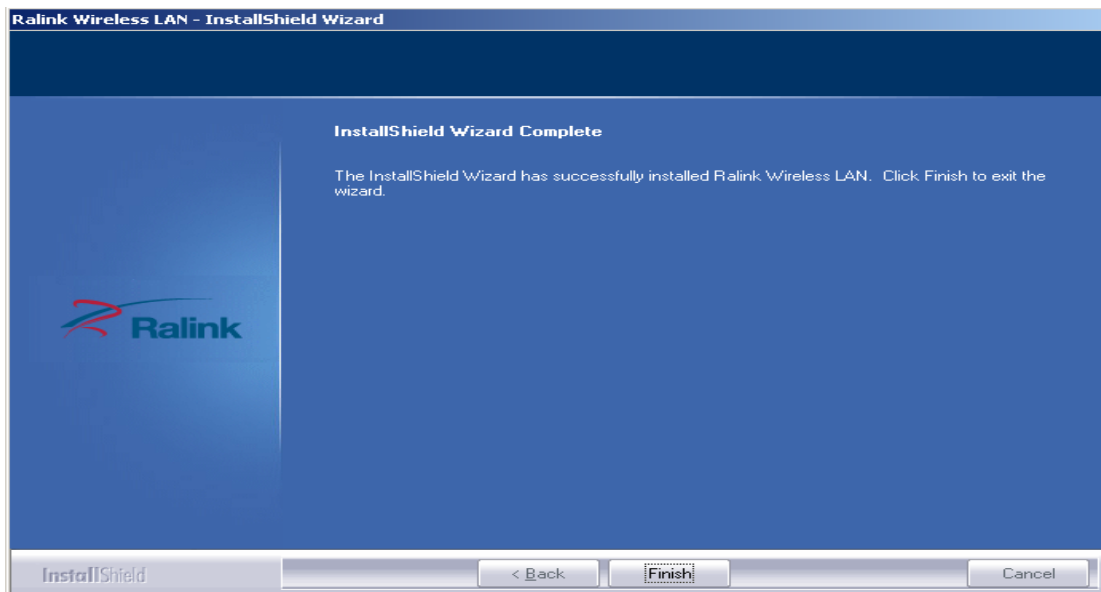 Ralink Wireless LAN - InstallShield Wizard
InstallShield Wizard Complete
The InstallShield Wizard has successfully installed Ralink Wireless LAN. Click Finish to exit the
wizard.
Ralink
InstallShield
< Back
Finish
Cancel